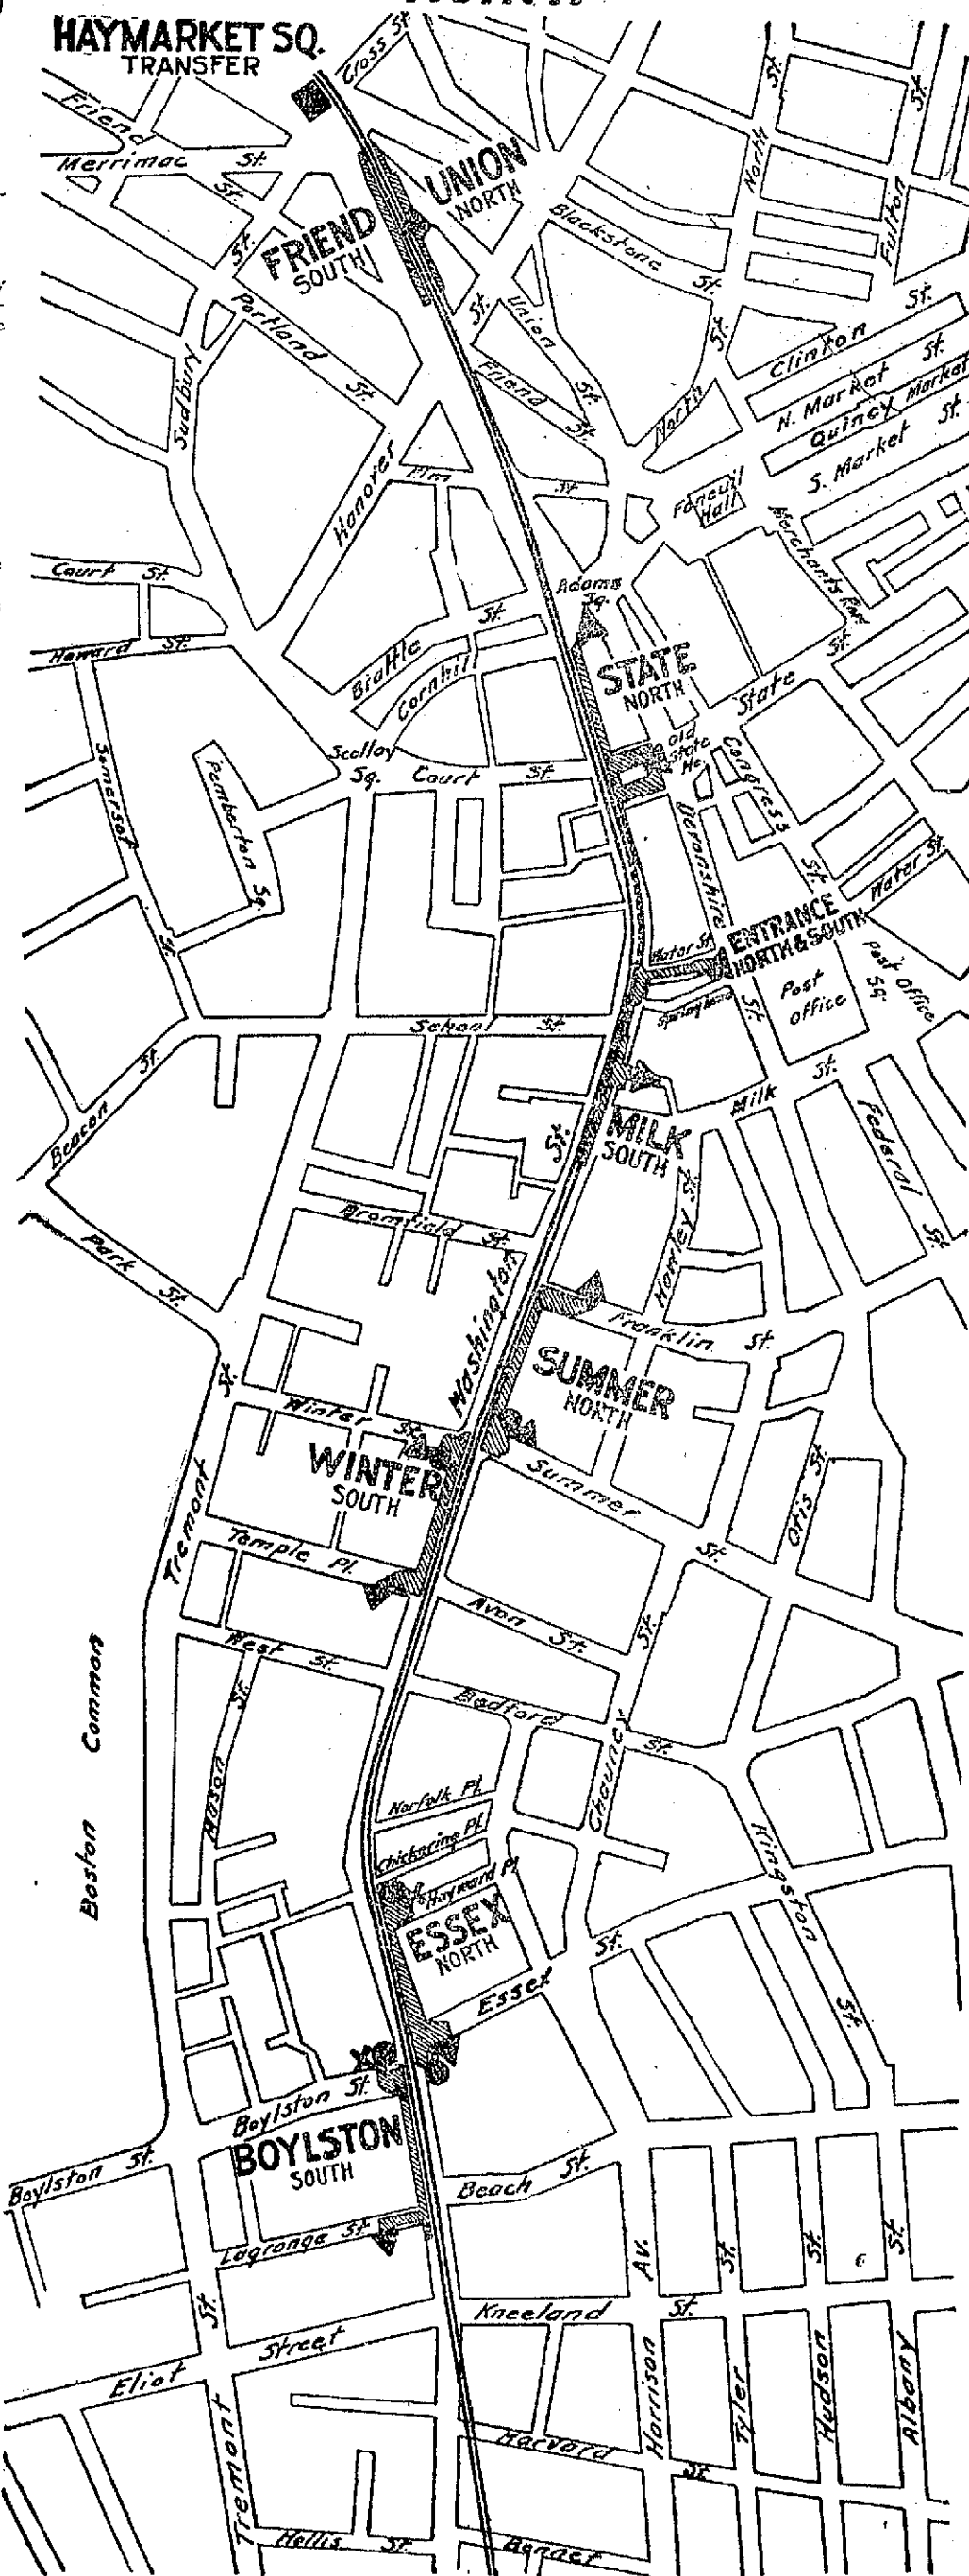 HAYMARKET SQ.
TRANSFER
Cross St
Friend
St.
Merrimac St.
St.
UNION
NORTH
FRIEND
SOUTH
North St.
Fulton St.
Blackstone St.
Portland St.
Sudbury
Union St.
St.
Friend St.
North St.
Clinton St.
N. Market St.
Quincy Market
S. Market St.
Hanover
Elm St.
Faneuil
Hall
Merchants Row
Court St.
Adams
Sq.
Howard St.
Brattle St.
Cornhill
STATE
NORTH
State St.
Somerset St.
Pemberton Sq.
Scollay
Sq.
Court St.
Old
State
Ho.
Congress St.
Devonshire St.
Water St.
Water St.
ENTRANCE
NORTH & SOUTH
Post
Office
Post Office
Sq.
School St.
Beacon St.
Milk St.
MILK
SOUTH
Federal St.
Hawley St.
Park St.
Bromfield St.
Washington St.
Franklin St.
SUMMER
NORTH
Winter St.
WINTER
SOUTH
Summer St.
Otis St.
Tremont St.
Temple Pl.
Avon St.
West St.
Bedford St.
Boston Common
Mason St.
Chauncy St.
Norfolk Pl.
Chickering Pl.
Hayward Pl.
Kingston St.
ESSEX
NORTH
Essex St.
Boylston St.
BOYLSTON
SOUTH
Boylston St.
Beach St.
Lagrange St.
Kneeland St.
Eliot Street
Tremont St.
Harrison Av.
Tyler St.
Hudson St.
Albany St.
Harvard St.
Hollis St.
Bennet